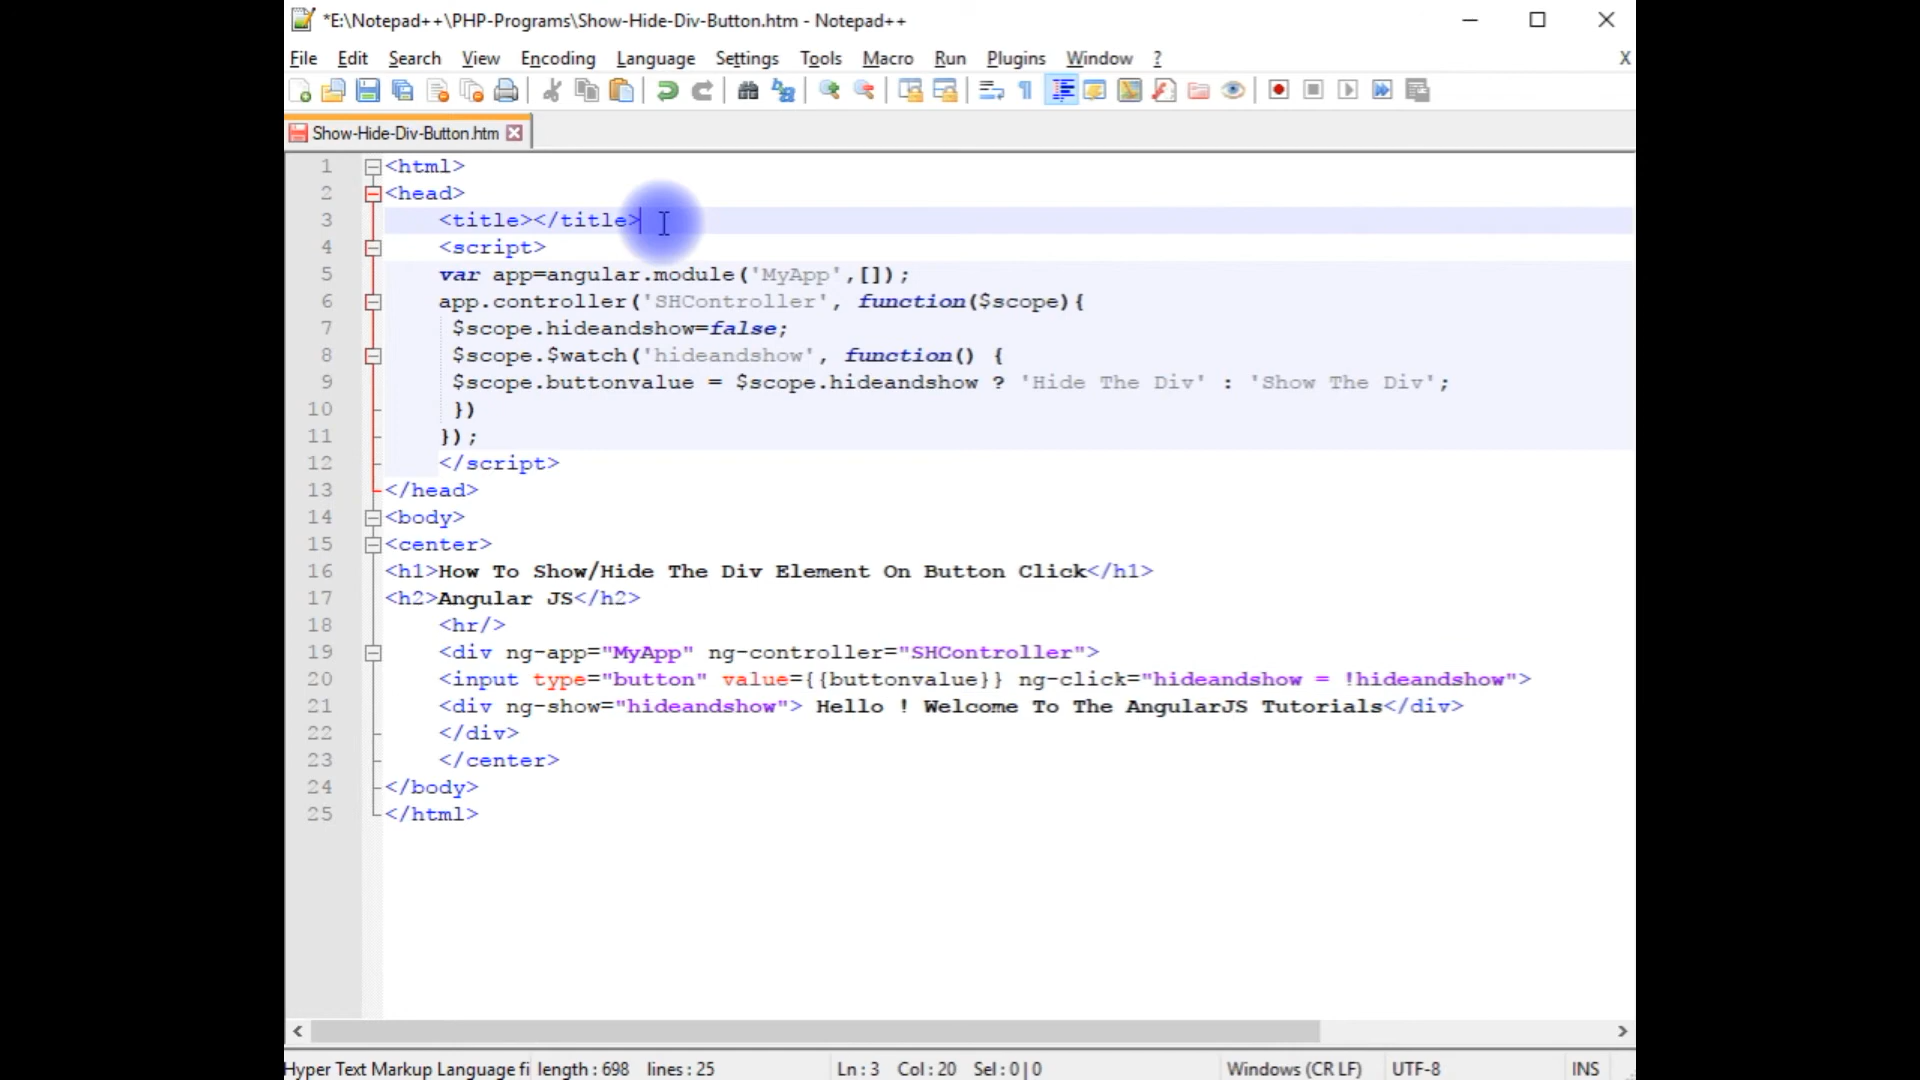 *E:\Notepad++\PHP-Programs\Show-Hide-Div-Button.htm - Notepad++
File Edit Search View Encoding Language Settings Tools Macro Run Plugins Window ? X
Show-Hide-Div-Button.htm
1 <html>
2 <head>
3 <title></title>
4 <script>
5 var app=angular.module('MyApp',[]);
6 app.controller('SHController', function($scope){
7 $scope.hideandshow=false;
8 $scope.$watch('hideandshow', function() {
9 $scope.buttonvalue = $scope.hideandshow ? 'Hide The Div' : 'Show The Div';
10 })
11 });
12 </script>
13 </head>
14 <body>
15 <center>
16 <h1>How To Show/Hide The Div Element On Button Click</h1>
17 <h2>Angular JS</h2>
18 <hr/>
19 <div ng-app="MyApp" ng-controller="SHController">
20 <input type="button" value={{buttonvalue}} ng-click="hideandshow = !hideandshow">
21 <div ng-show="hideandshow"> Hello ! Welcome To The AngularJS Tutorials</div>
22 </div>
23 </center>
24 </body>
25 </html>
Hyper Text Markup Language fi length : 698 lines : 25 Ln : 3 Col : 20 Sel : 0 | 0 Windows (CR LF) UTF-8 INS